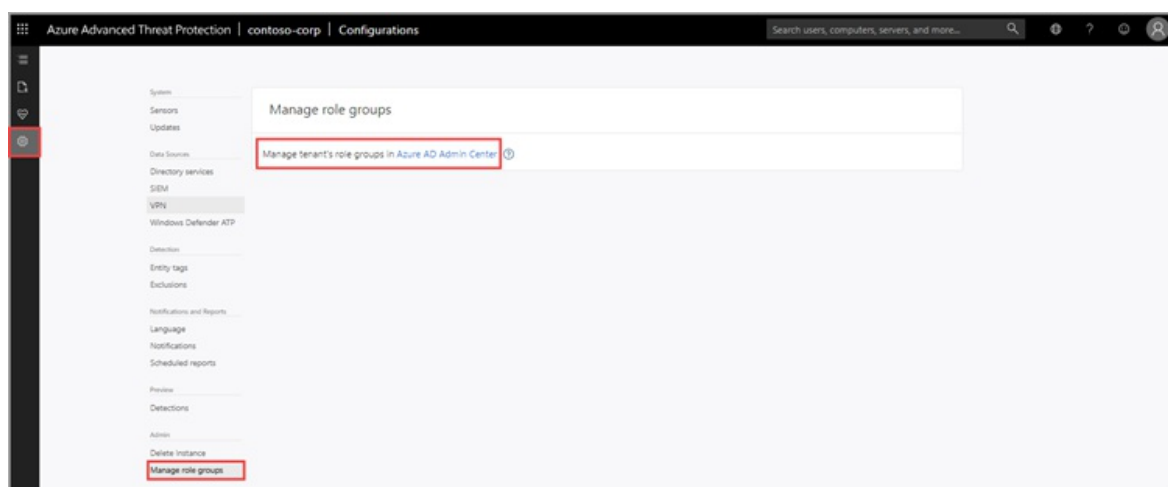 Azure Advanced Threat Protection | contoso-corp | Configurations
Search users, computers, servers, and more...
System
Sensors
Updates
Data Sources
Directory services
SIEM
VPN
Windows Defender ATP
Detection
Entity tags
Exclusions
Notifications and Reports
Language
Notifications
Scheduled reports
Preview
Detections
Admin
Delete instance
Manage role groups
Manage role groups
Manage tenant's role groups in Azure AD Admin Center